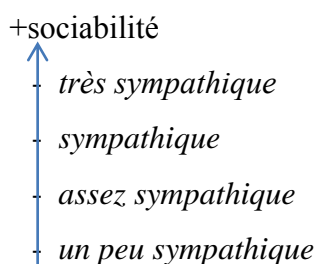 +sociabilité
- très sympathique
- sympathique
- assez sympathique
- un peu sympathique